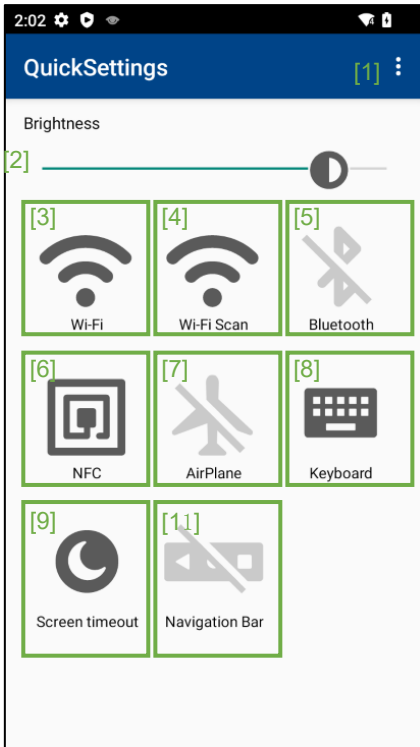 2:02
QuickSettings [1]
Brightness
[2]
[3] [4] [5]
Wi-Fi Wi-Fi Scan Bluetooth
[6] [7] [8]
NFC AirPlane Keyboard
[9] [11]
Screen timeout Navigation Bar